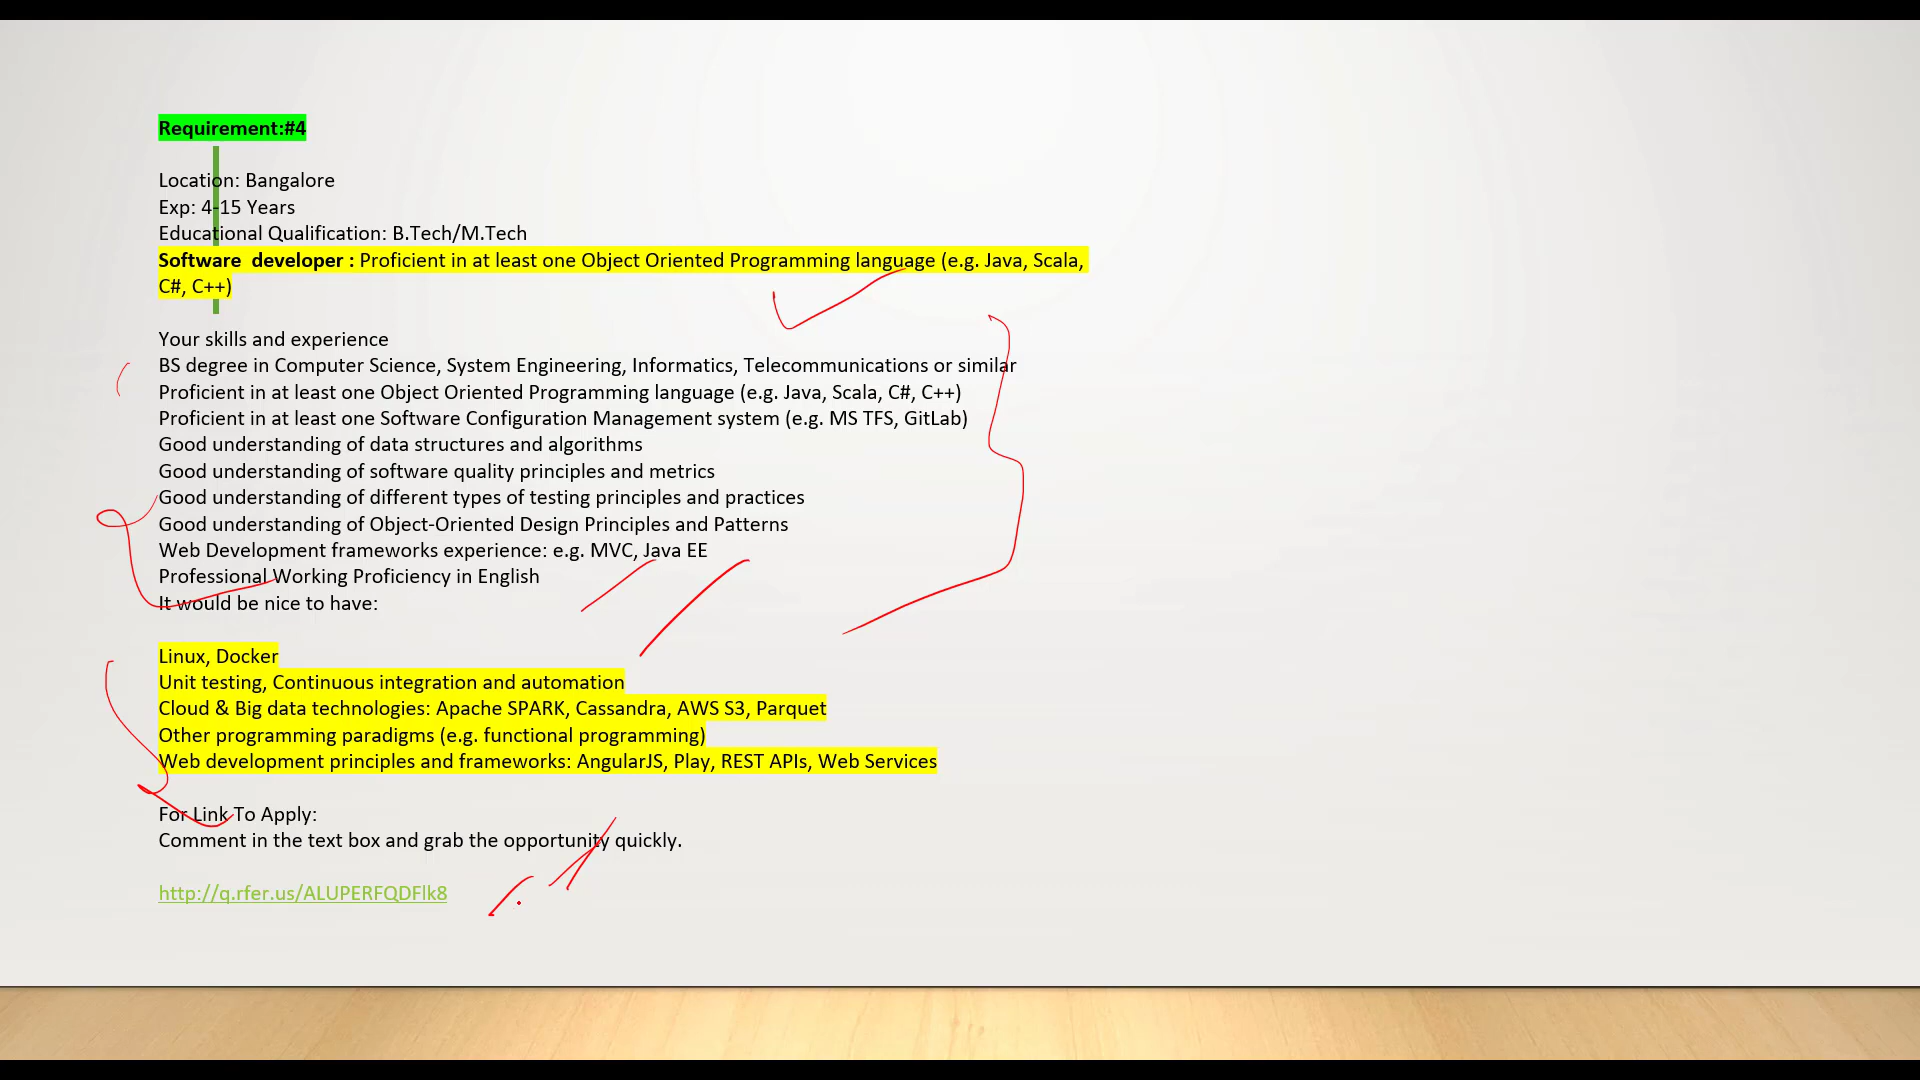 Requirement:#4
Location: Bangalore
Exp: 4-15 Years
Educational Qualification: B.Tech/M.Tech
Software  developer : Proficient in at least one Object Oriented Programming language (e.g. Java, Scala,
C#, C++)
Your skills and experience
BS degree in Computer Science, System Engineering, Informatics, Telecommunications or similar
Proficient in at least one Object Oriented Programming language (e.g. Java, Scala, C#, C++)
Proficient in at least one Software Configuration Management system (e.g. MS TFS, GitLab)
Good understanding of data structures and algorithms
Good understanding of software quality principles and metrics
Good understanding of different types of testing principles and practices
Good understanding of Object-Oriented Design Principles and Patterns
Web Development frameworks experience: e.g. MVC, Java EE
Professional Working Proficiency in English
It would be nice to have:
Linux, Docker
Unit testing, Continuous integration and automation
Cloud & Big data technologies: Apache SPARK, Cassandra, AWS S3, Parquet
Other programming paradigms (e.g. functional programming)
Web development principles and frameworks: AngularJS, Play, REST APIs, Web Services
For Link To Apply:
Comment in the text box and grab the opportunity quickly.
http://q.rfer.us/ALUPERFQDFlk8